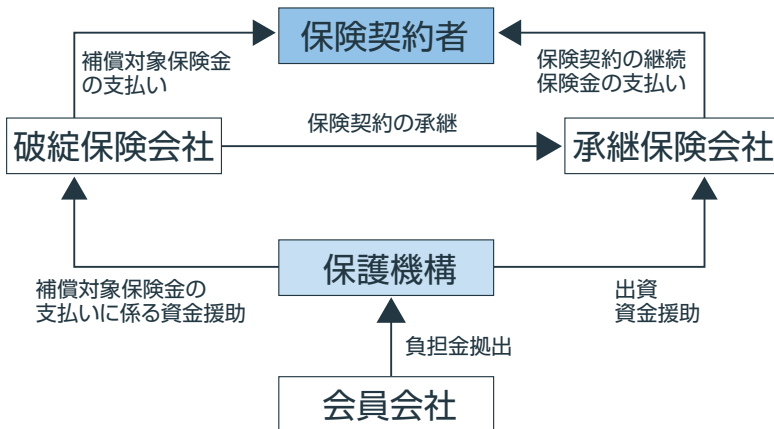 保険契約者
補償対象保険金
の支払い
保険契約の継続
保険金の支払い
保険契約の承継
破綻保険会社
承継保険会社
保護機構
補償対象保険金の
支払いに係る資金援助
出資
資金援助
負担金拠出
会員会社